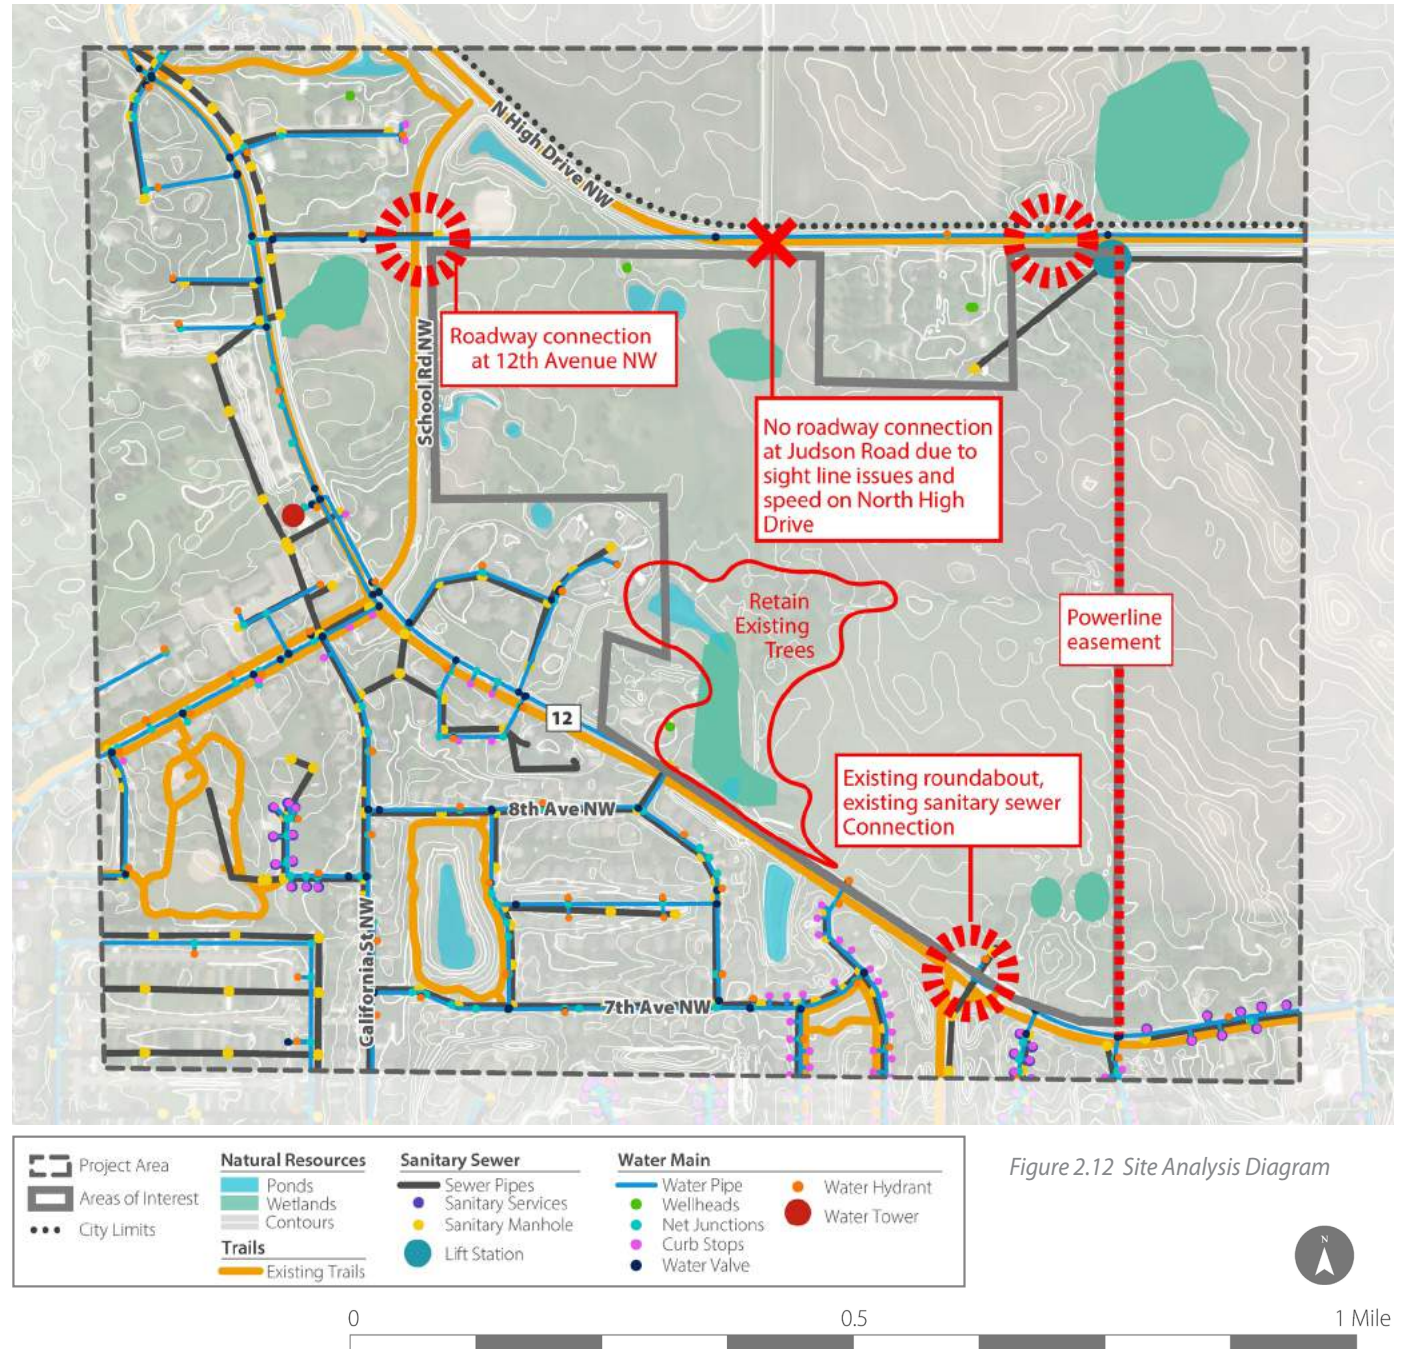 N High Drive NW
Roadway connection
at 12th Avenue NW
School Rd NW
No roadway connection
at Judson Road due to
sight line issues and
speed on North High
Drive
Retain
Existing
Trees
Powerline
easement
12
Existing roundabout,
existing sanitary sewer
Connection
8th Ave NW
California St NW
7th Ave NW
Project Area
Areas of Interest
City Limits
Natural Resources
Ponds
Wetlands
Contours
Trails
Existing Trails
Sanitary Sewer
Sewer Pipes
Sanitary Services
Sanitary Manhole
Lift Station
Water Main
Water Pipe
Wellheads
Net Junctions
Curb Stops
Water Valve
Water Hydrant
Water Tower
Figure 2.12 Site Analysis Diagram
N
0 0.5 1 Mile